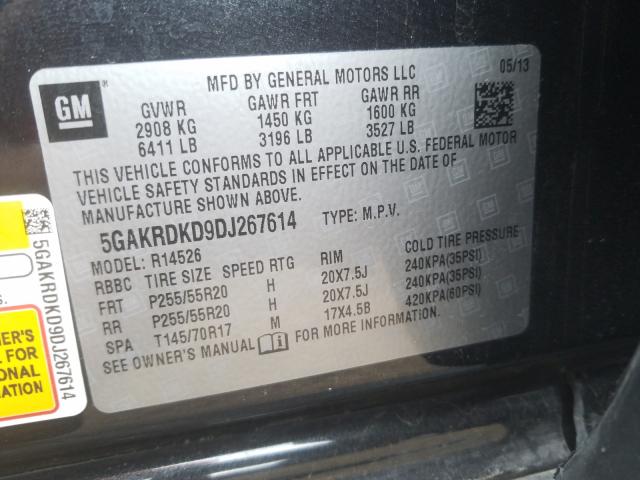 GM
MFD BY GENERAL MOTORS LLC
05/13
GVWR GAWR FRT GAWR RR
2908 KG 1450 KG 1600 KG
6411 LB 3196 LB 3527 LB
THIS VEHICLE CONFORMS TO ALL APPLICABLE U.S. FEDERAL MOTOR
VEHICLE SAFETY STANDARDS IN EFFECT ON THE DATE OF
MANUFACTURE SHOWN ABOVE.
5GAKRDKD9DJ267614 TYPE: M.P.V.
MODEL: R14526
RBBC TIRE SIZE SPEED RTG RIM COLD TIRE PRESSURE
FRT P255/55R20 H 20X7.5J 240KPA(35PSI)
RR P255/55R20 H 20X7.5J 240KPA(35PSI)
SPA T145/70R17 M 17X4.5B 420KPA(60PSI)
SEE OWNER'S MANUAL FOR MORE INFORMATION.
5GAKRDKD9DJ267614
NER'S
FOR
ONAL
ATION